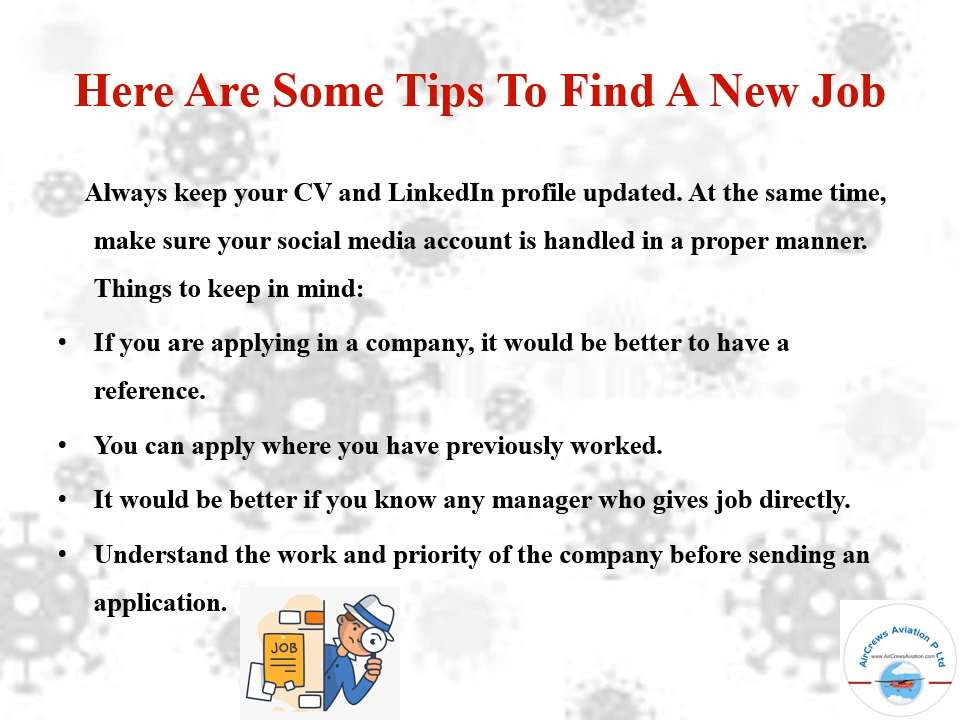 Here Are Some Tips To Find A New Job
Always keep your CV and LinkedIn profile updated. At the same time,
make sure your social media account is handled in a proper manner.
Things to keep in mind:
• If you are applying in a company, it would be better to have a
reference.
• You can apply where you have previously worked.
• It would be better if you know any manager who gives job directly.
• Understand the work and priority of the company before sending an
application.
JOB
AirCrews Aviation P Ltd
www.AirCrewsAviation.com